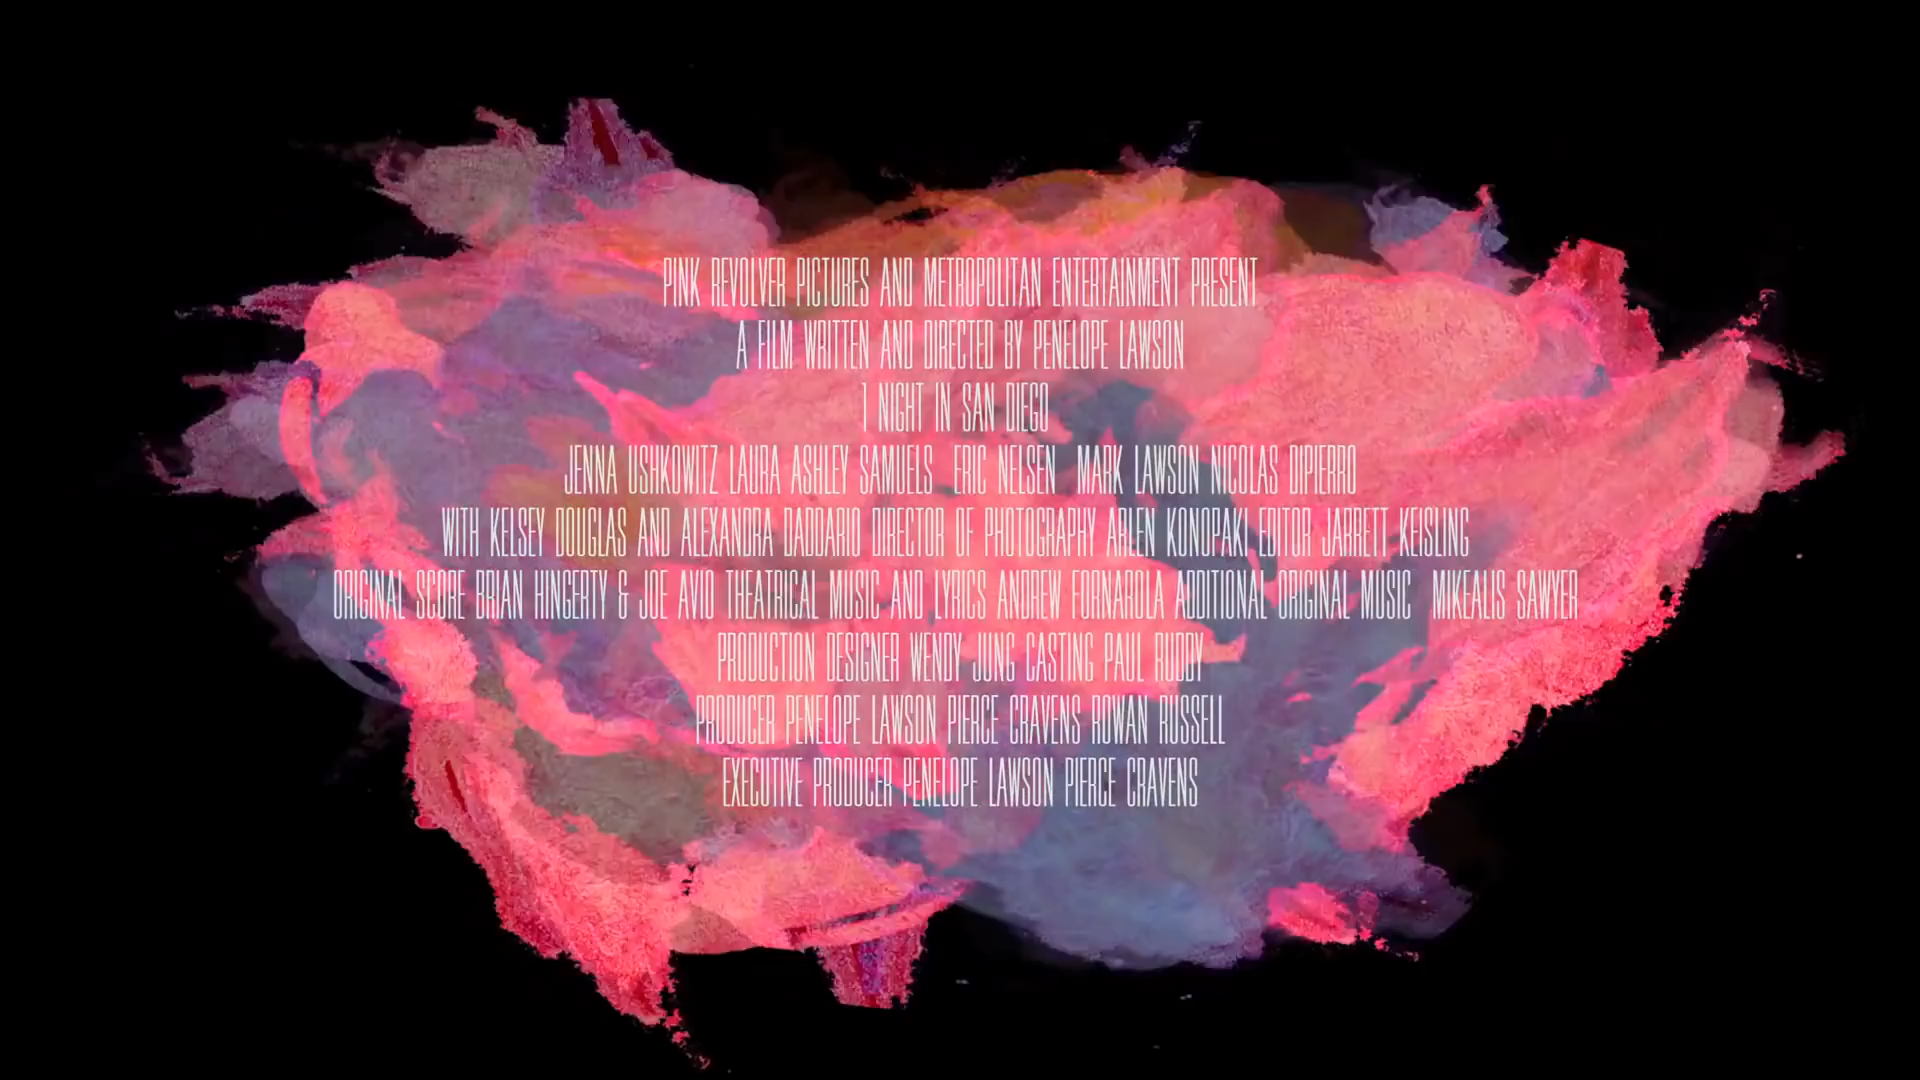 PINK REVOLVER PICTURES AND METROPOLITAN ENTERTAINMENT PRESENT
A FILM WRITTEN AND DIRECTED BY PENELOPE LAWSON
1 NIGHT IN SAN DIEGO
JENNA USHKOWITZ LAURA ASHLEY SAMUELS ERIC NELSEN MARK LAWSON NICOLAS DIPIERRO
WITH KELSEY DOUGLAS AND ALEXANDRA DADDARIO DIRECTOR OF PHOTOGRAPHY ARLEN KONOPAKI EDITOR JARRETT KEISLING
ORIGINAL SCORE BRIAN HINGERTY & JOE AVIO THEATRICAL MUSIC AND LYRICS ANDREW FORNAROLA ADDITIONAL ORIGINAL MUSIC MIKEALIS SAWYER
PRODUCTION DESIGNER WENDY JUNG CASTING PAUL RUDDY
PRODUCER PENELOPE LAWSON PIERCE CRAVENS ROWAN RUSSELL
EXECUTIVE PRODUCER PENELOPE LAWSON PIERCE CRAVENS